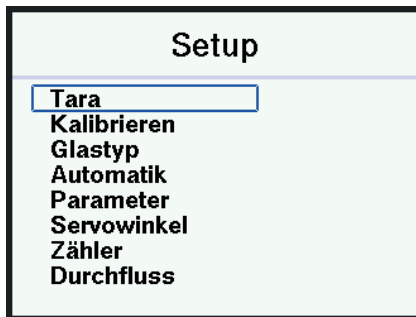 Setup
Tara
Kalibrieren
Glastyp
Automatik
Parameter
Servowinkel
Zähler
Durchfluss